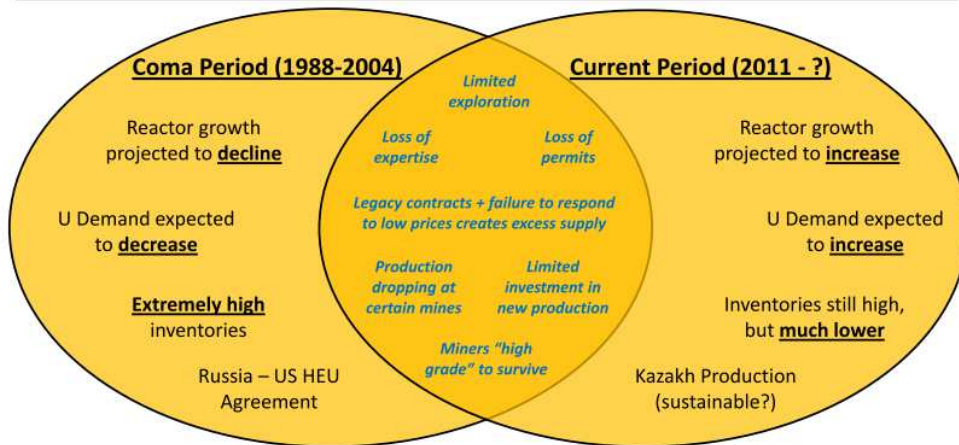 Coma Period (1988-2004)
Reactor growth
projected to decline
U Demand expected
to decrease
Extremely high
inventories
Russia – US HEU
Agreement
Limited
exploration
Loss of
expertise
Loss of
permits
Legacy contracts + failure to respond
to low prices creates excess supply
Production
dropping at
certain mines
Limited
investment in
new production
Miners “high
grade” to survive
Current Period (2011 - ?)
Reactor growth
projected to increase
U Demand expected
to increase
Inventories still high,
but much lower
Kazakh Production
(sustainable?)